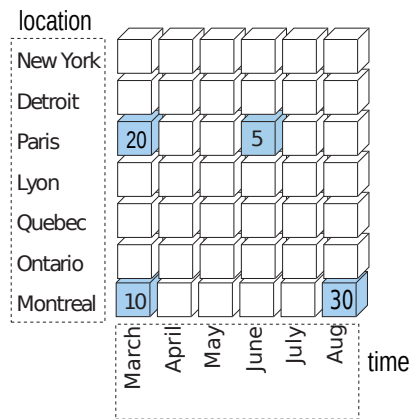 location
New York
Detroit
Paris
20
5
Lyon
Quebec
Ontario
Montreal
10
30
March
April
May
June
July
Aug
time